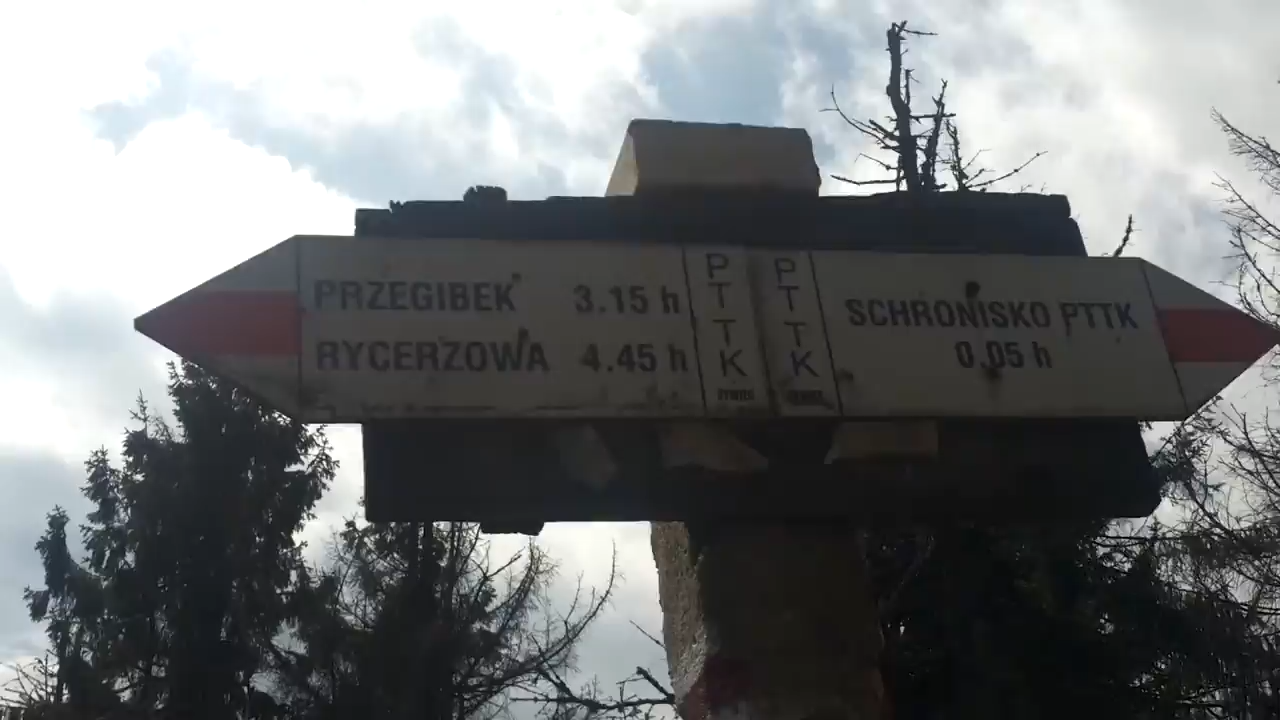 PRZEGIBEK 3.15 h
RYCERZOWA 4.45 h
PTTK
PTTK
SCHRONISKO PTTK
0,05 h